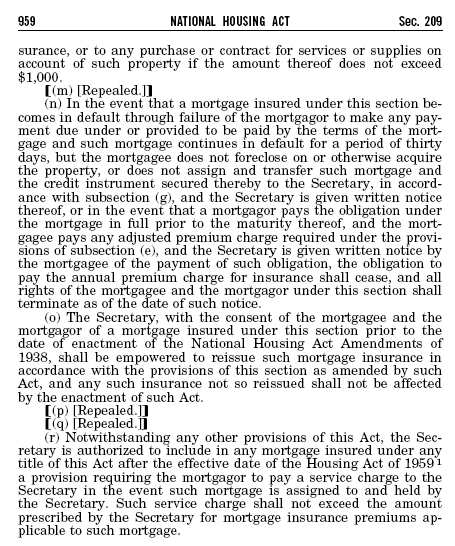 959 NATIONAL HOUSING ACT Sec. 209
surance, or to any purchase or contract for services or supplies on
account of such property if the amount thereof does not exceed
$1,000.
⟦(m) [Repealed.]⟧
(n) In the event that a mortgage insured under this section be-
comes in default through failure of the mortgagor to make any pay-
ment due under or provided to be paid by the terms of the mort-
gage and such mortgage continues in default for a period of thirty
days, but the mortgagee does not foreclose on or otherwise acquire
the property, or does not assign and transfer such mortgage and
the credit instrument secured thereby to the Secretary, in accord-
ance with subsection (g), and the Secretary is given written notice
thereof, or in the event that a mortgagor pays the obligation under
the mortgage in full prior to the maturity thereof, and the mort-
gagee pays any adjusted premium charge required under the provi-
sions of subsection (e), and the Secretary is given written notice by
the mortgagee of the payment of such obligation, the obligation to
pay the annual premium charge for insurance shall cease, and all
rights of the mortgagee and the mortgagor under this section shall
terminate as of the date of such notice.
(o) The Secretary, with the consent of the mortgagee and the
mortgagor of a mortgage insured under this section prior to the
date of enactment of the National Housing Act Amendments of
1938, shall be empowered to reissue such mortgage insurance in
accordance with the provisions of this section as amended by such
Act, and any such insurance not so reissued shall not be affected
by the enactment of such Act.
⟦(p) [Repealed.]⟧
⟦(q) [Repealed.]⟧
(r) Notwithstanding any other provisions of this Act, the Sec-
retary is authorized to include in any mortgage insured under any
title of this Act after the effective date of the Housing Act of 1959¹
a provision requiring the mortgagor to pay a service charge to the
Secretary in the event such mortgage is assigned to and held by
the Secretary. Such service charge shall not exceed the amount
prescribed by the Secretary for mortgage insurance premiums ap-
plicable to such mortgage.